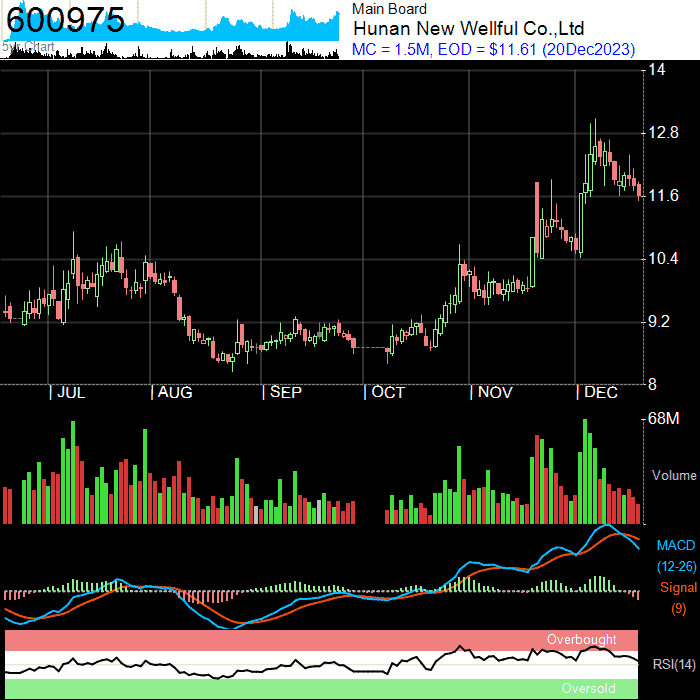 600975
5yr Chart
Main Board
Hunan New Wellful Co.,Ltd
MC = 1.5M, EOD = $11.61 (20Dec2023)
14
12.8
11.6
10.4
9.2
8
JUL AUG SEP OCT NOV DEC
68M
Volume
MACD
(12-26)
Signal
(9)
Overbought
RSI(14)
Oversold